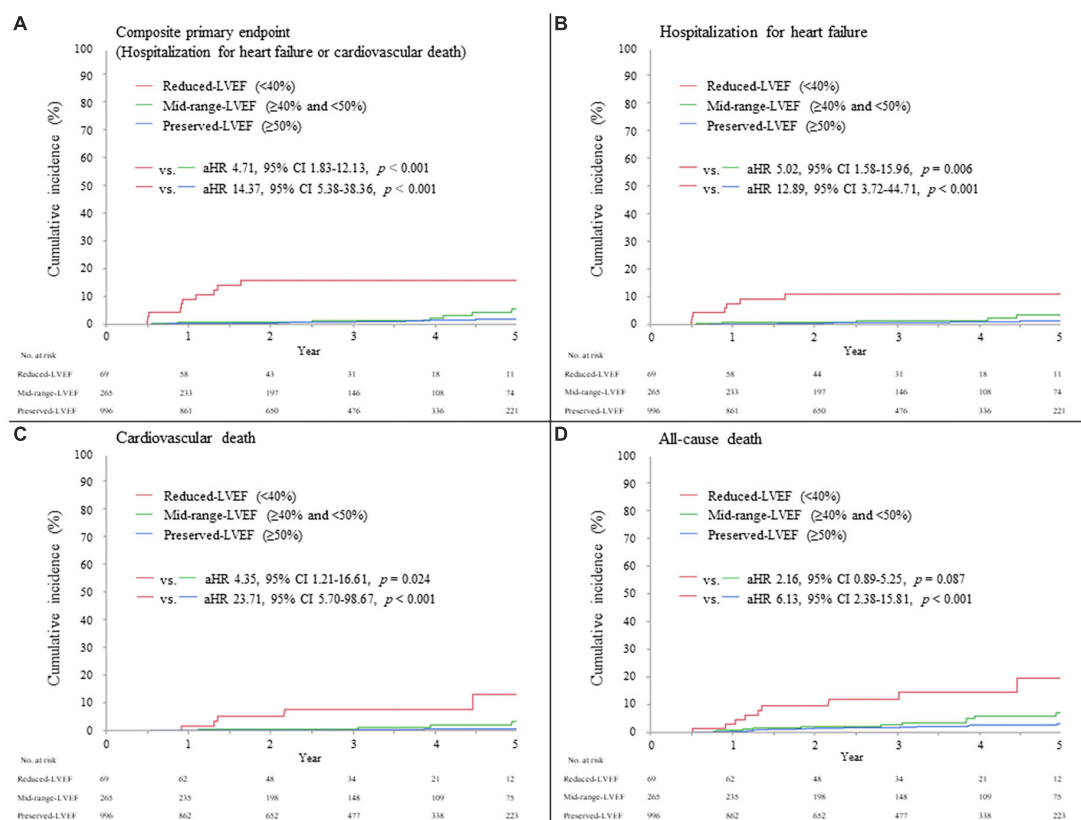 A
Composite primary endpoint
(Hospitalization for heart failure or cardiovascular death)
Cumulative incidence (%)
100
90
80
70
60
50
40
30
20
10
0
Reduced-LVEF (<40%)
Mid-range-LVEF (≥40% and <50%)
Preserved-LVEF (≥50%)
vs. aHR 4.71, 95% CI 1.83-12.13, p < 0.001
vs. aHR 14.37, 95% CI 5.38-38.36, p < 0.001
0 1 2 3 4 5
Year
No. at risk
Reduced-LVEF 69 58 43 31 18 11
Mid-range-LVEF 265 233 197 146 108 74
Preserved-LVEF 996 861 650 476 336 221
B
Hospitalization for heart failure
Cumulative incidence (%)
100
90
80
70
60
50
40
30
20
10
0
Reduced-LVEF (<40%)
Mid-range-LVEF (≥40% and <50%)
Preserved-LVEF (≥50%)
vs. aHR 5.02, 95% CI 1.58-15.96, p = 0.006
vs. aHR 12.89, 95% CI 3.72-44.71, p < 0.001
0 1 2 3 4 5
Year
No. at risk
Reduced-LVEF 69 58 44 31 18 11
Mid-range-LVEF 265 233 197 146 108 74
Preserved-LVEF 996 861 650 476 336 221
C
Cardiovascular death
Cumulative incidence (%)
100
90
80
70
60
50
40
30
20
10
0
Reduced-LVEF (<40%)
Mid-range-LVEF (≥40% and <50%)
Preserved-LVEF (≥50%)
vs. aHR 4.35, 95% CI 1.21-16.61, p = 0.024
vs. aHR 23.71, 95% CI 5.70-98.67, p < 0.001
0 1 2 3 4 5
Year
No. at risk
Reduced-LVEF 69 62 48 34 21 12
Mid-range-LVEF 265 235 198 148 109 75
Preserved-LVEF 996 862 652 477 338 223
D
All-cause death
Cumulative incidence (%)
100
90
80
70
60
50
40
30
20
10
0
Reduced-LVEF (<40%)
Mid-range-LVEF (≥40% and <50%)
Preserved-LVEF (≥50%)
vs. aHR 2.16, 95% CI 0.89-5.25, p = 0.087
vs. aHR 6.13, 95% CI 2.38-15.81, p < 0.001
0 1 2 3 4 5
Year
No. at risk
Reduced-LVEF 69 62 48 34 21 12
Mid-range-LVEF 265 235 198 148 109 75
Preserved-LVEF 996 862 652 477 338 223